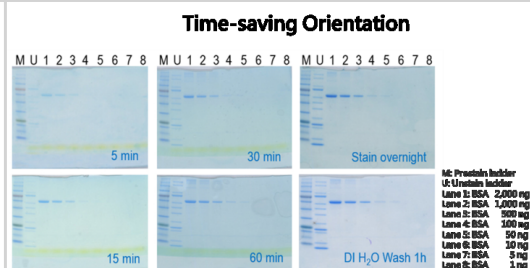 Time-saving Orientation
M U 1 2 3 4 5 6 7 8
M U 1 2 3 4 5 6 7 8
M U 1 2 3 4 5 6 7 8
5 min
30 min
Stain overnight
15 min
60 min
DI H₂O Wash 1h
M: Prestain ladder
U: Unstain ladder
Lane 1: BSA 2,000 ng
Lane 2: BSA 1,000 ng
Lane 3: BSA 500 ng
Lane 4: BSA 100 ng
Lane 5: BSA 50 ng
Lane 6: BSA 10 ng
Lane 7: BSA 5 ng
Lane 8: BSA 1 ng